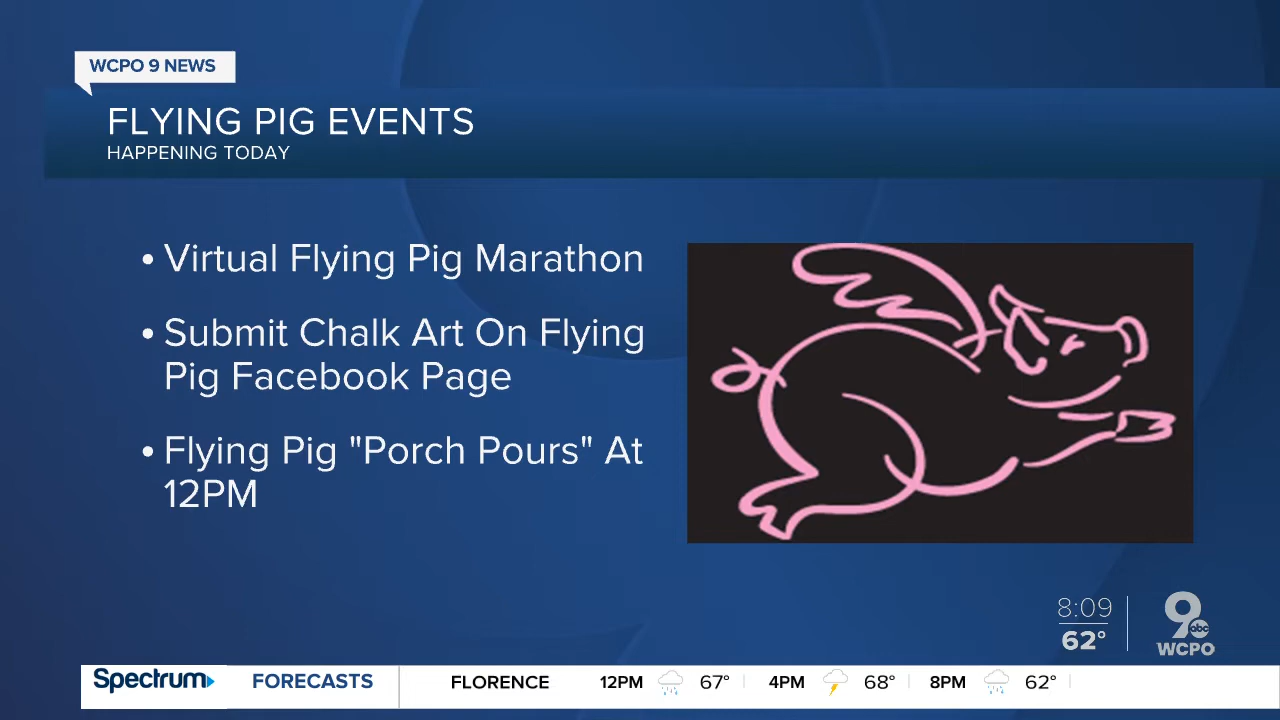 WCPO 9 NEWS
FLYING PIG EVENTS
HAPPENING TODAY
• Virtual Flying Pig Marathon
• Submit Chalk Art On Flying
Pig Facebook Page
• Flying Pig "Porch Pours" At
12PM
8:09
62°
9 abc
WCPO
Spectrum FORECASTS FLORENCE 12PM 67° 4PM 68° 8PM 62°